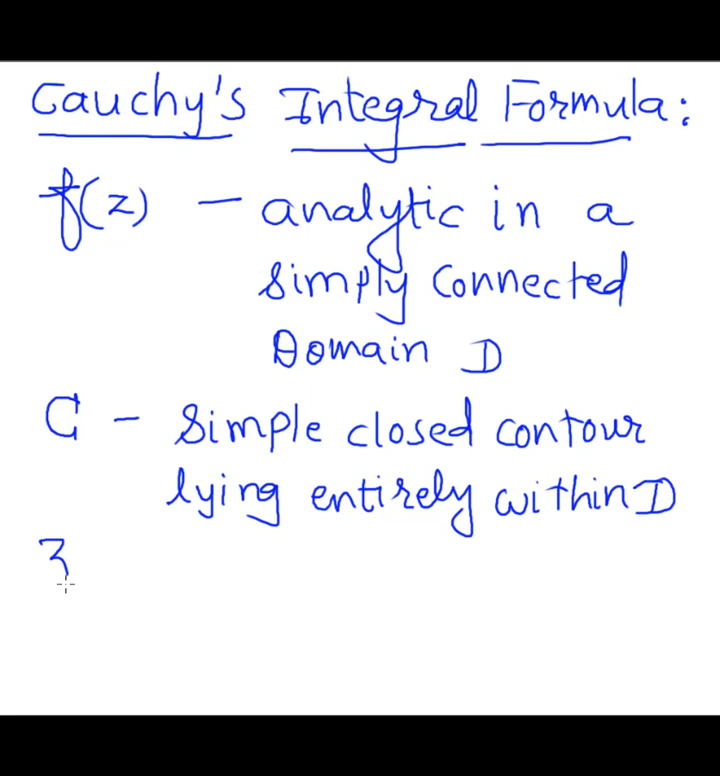 Cauchy's Integral Formula:
f(z) - analytic in a
simply connected
Domain D
C - simple closed contour
lying entirely within D